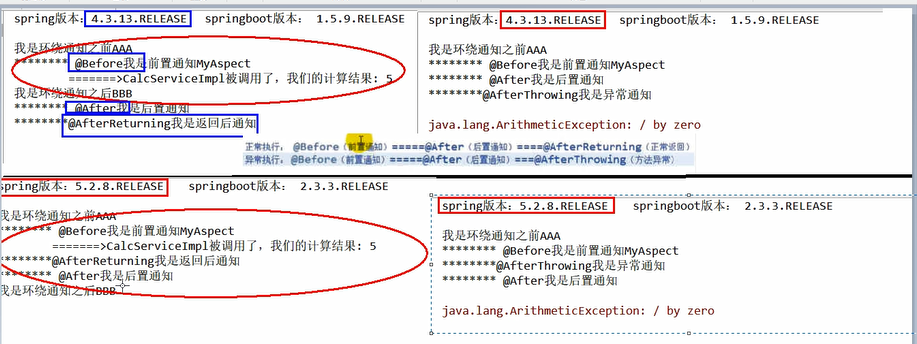 spring版本：4.3.13.RELEASE springboot版本： 1.5.9.RELEASE
我是环绕通知之前AAA
******** @Before我是前置通知MyAspect
=======>CalcServiceImpl被调用了，我们的计算结果：5
我是环绕通知之后BBB
******** @After我是后置通知
********@AfterReturning我是返回后通知
spring版本：4.3.13.RELEASE springboot版本： 1.5.9.RELEASE
我是环绕通知之前AAA
******** @Before我是前置通知MyAspect
******** @After我是后置通知
********@AfterThrowing我是异常通知
java.lang.ArithmeticException: / by zero
正常执行： @Before（前置通知）=====@After（后置通知）====@AfterReturning（正常返回）
异常执行：@Before（前置通知）=====@After（后置通知）===@AfterThrowing（方法异常）
spring版本：5.2.8.RELEASE springboot版本： 2.3.3.RELEASE
我是环绕通知之前AAA
******** @Before我是前置通知MyAspect
=======>CalcServiceImpl被调用了，我们的计算结果：5
********@AfterReturning我是返回后通知
******** @After我是后置通知
我是环绕通知之后BBB
spring版本：5.2.8.RELEASE springboot版本： 2.3.3.RELEASE
我是环绕通知之前AAA
******** @Before我是前置通知MyAspect
********@AfterThrowing我是异常通知
******** @After我是后置通知
java.lang.ArithmeticException: / by zero